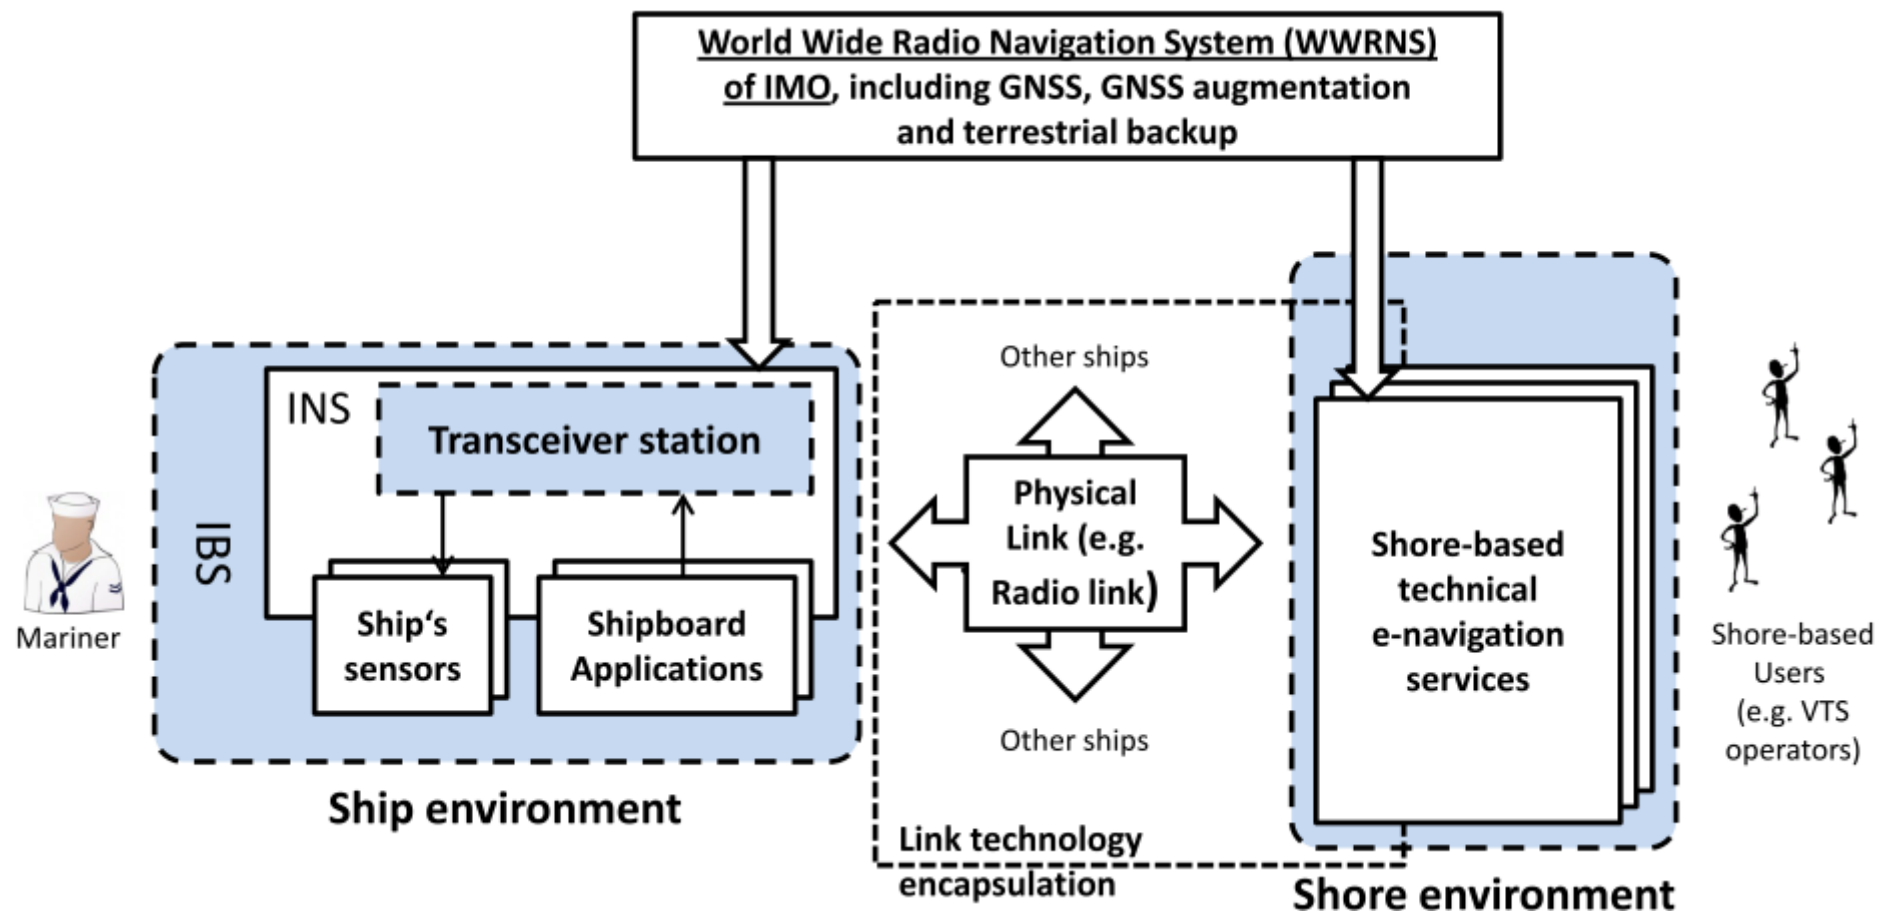 World Wide Radio Navigation System (WWRNS)
of IMO, including GNSS, GNSS augmentation
and terrestrial backup
INS
Transceiver station
IBS
Ship‘s
sensors
Shipboard
Applications
Mariner
Ship environment
Other ships
Physical
Link (e.g.
Radio link)
Other ships
Link technology
encapsulation
Shore-based
technical
e-navigation
services
Shore environment
Shore-based
Users
(e.g. VTS
operators)